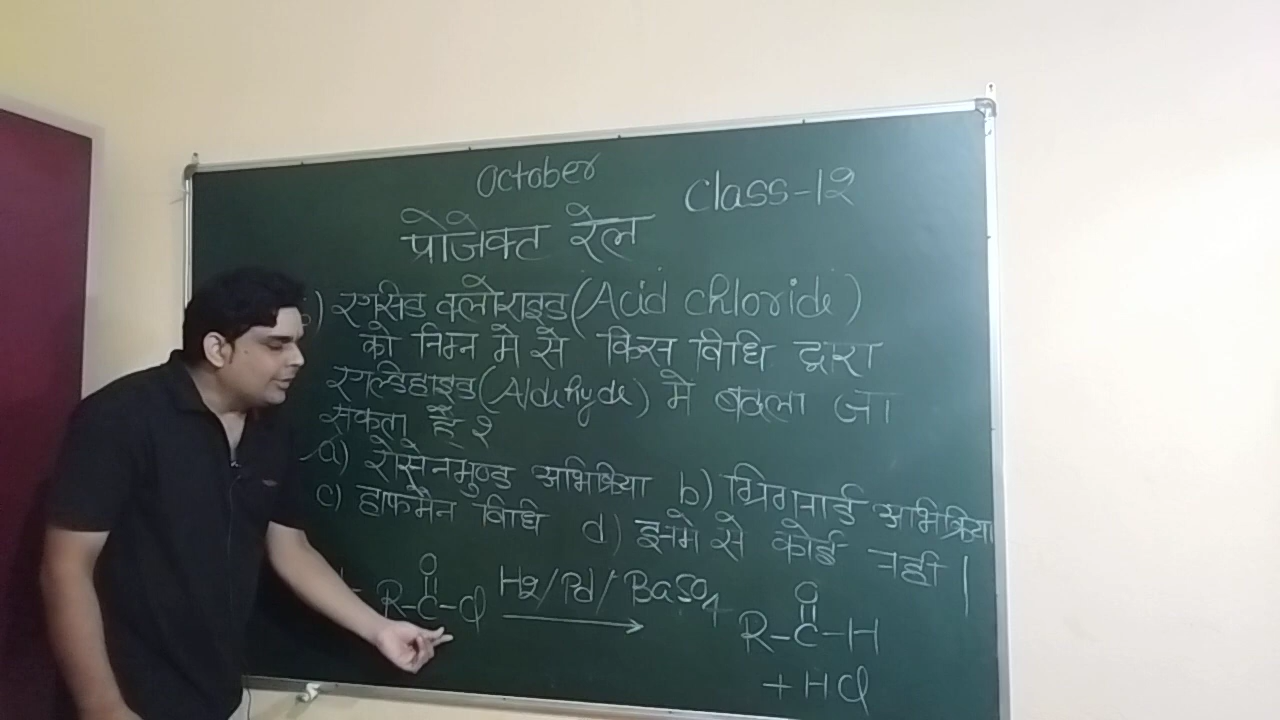 October
Class-12
प्रोजेक्ट रेल
) एसिड क्लोराइड (Acid chloride)
को निम्न मे से किस विधि द्वारा
एल्डिहाइड (Aldehyde) मे बदला जा
सकता है ?
a) रोसेनमुण्ड अभिक्रिया b) ग्रिगनार्ड अभिक्रिया
c) हाफमैन विधि d) इनमे से कोई नही |
O
||
R-C-Cl H2/Pd/BaSO4
O
||
R-C-H
+ HCl